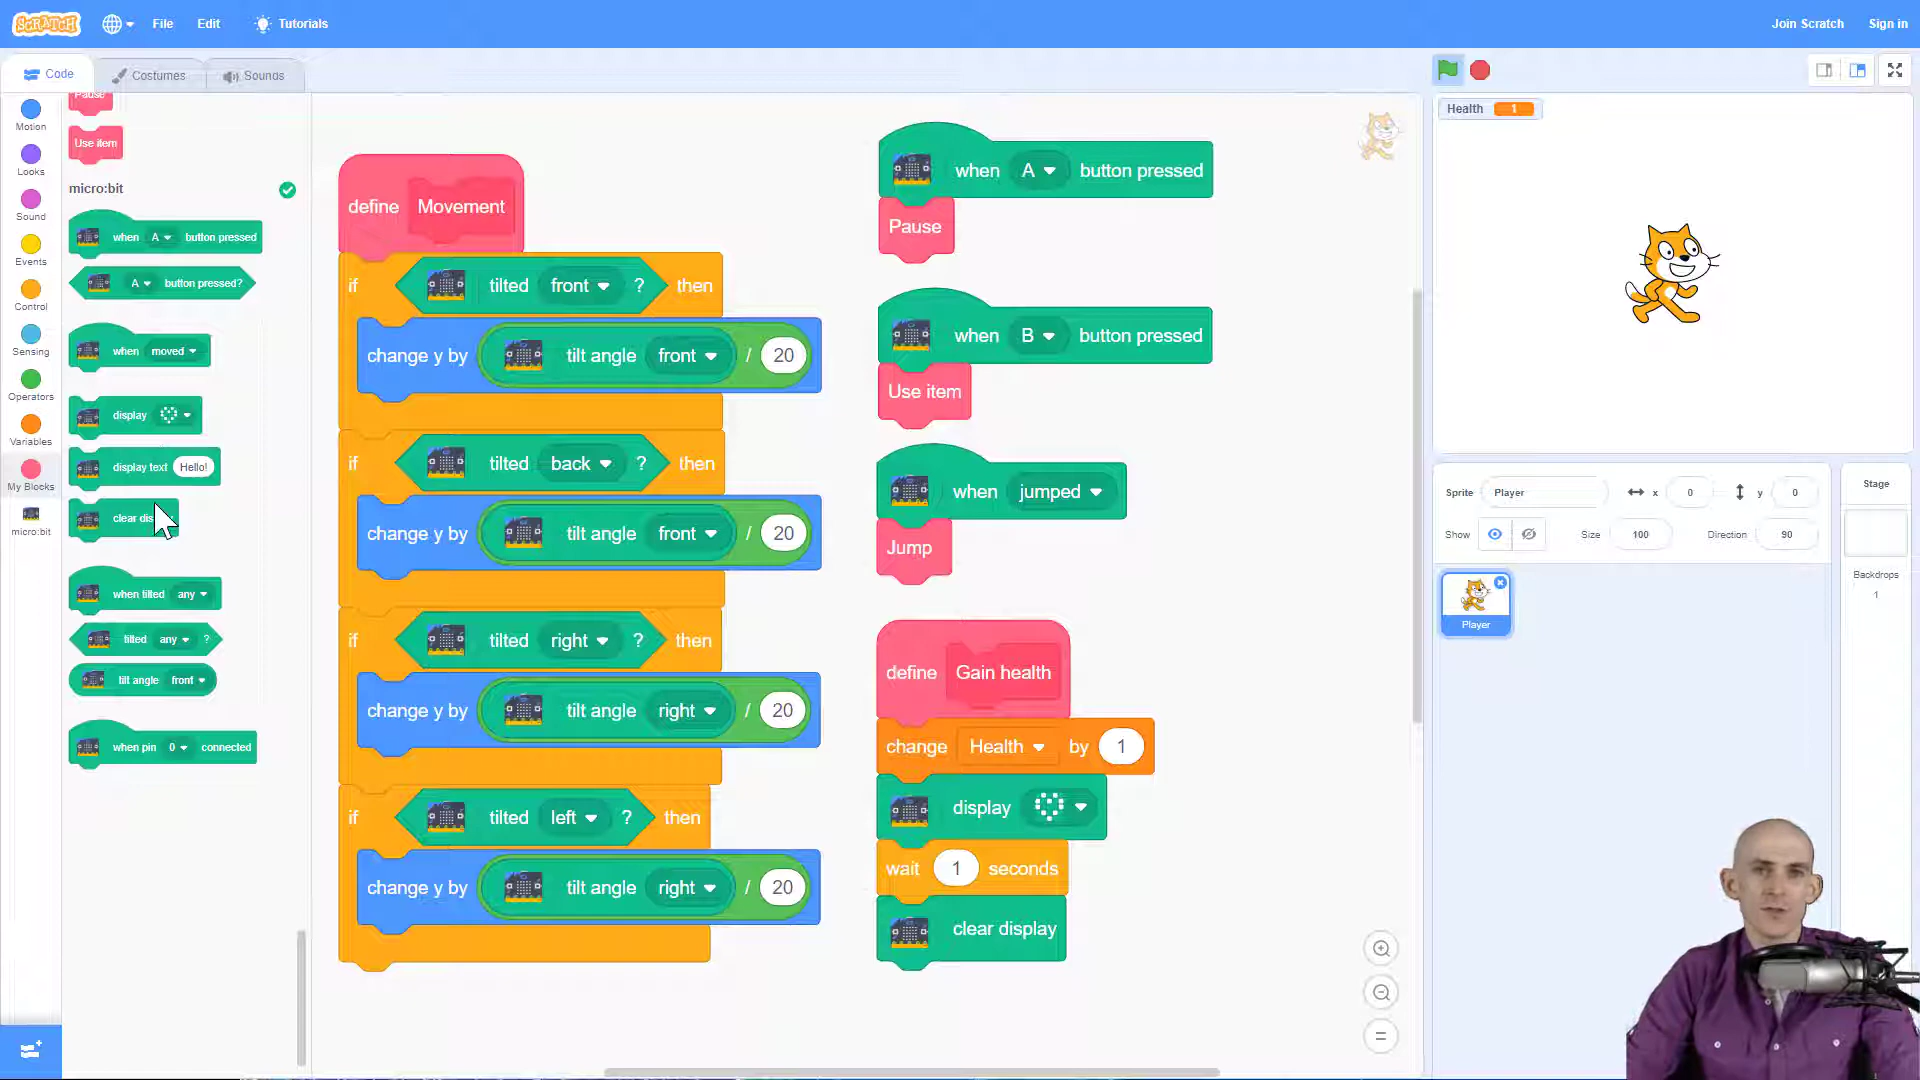 SCRATCH File Edit Tutorials Join Scratch Sign in
Code Costumes Sounds
Motion
Looks
Sound
Events
Control
Sensing
Operators
Variables
My Blocks
micro:bit
Pause
Use item
micro:bit
when A button pressed
A button pressed?
when moved
display
display text Hello!
clear dis
when tilted any
tilted any ?
tilt angle front
when pin 0 connected
define Movement
if tilted front ? then
change y by tilt angle front / 20
if tilted back ? then
change y by tilt angle front / 20
if tilted right ? then
change y by tilt angle right / 20
if tilted left ? then
change y by tilt angle right / 20
when A button pressed
Pause
when B button pressed
Use item
when jumped
Jump
define Gain health
change Health by 1
display
wait 1 seconds
clear display
Health 1
Sprite Player x 0 y 0
Show Size 100 Direction 90
Player
Stage
Backdrops
1